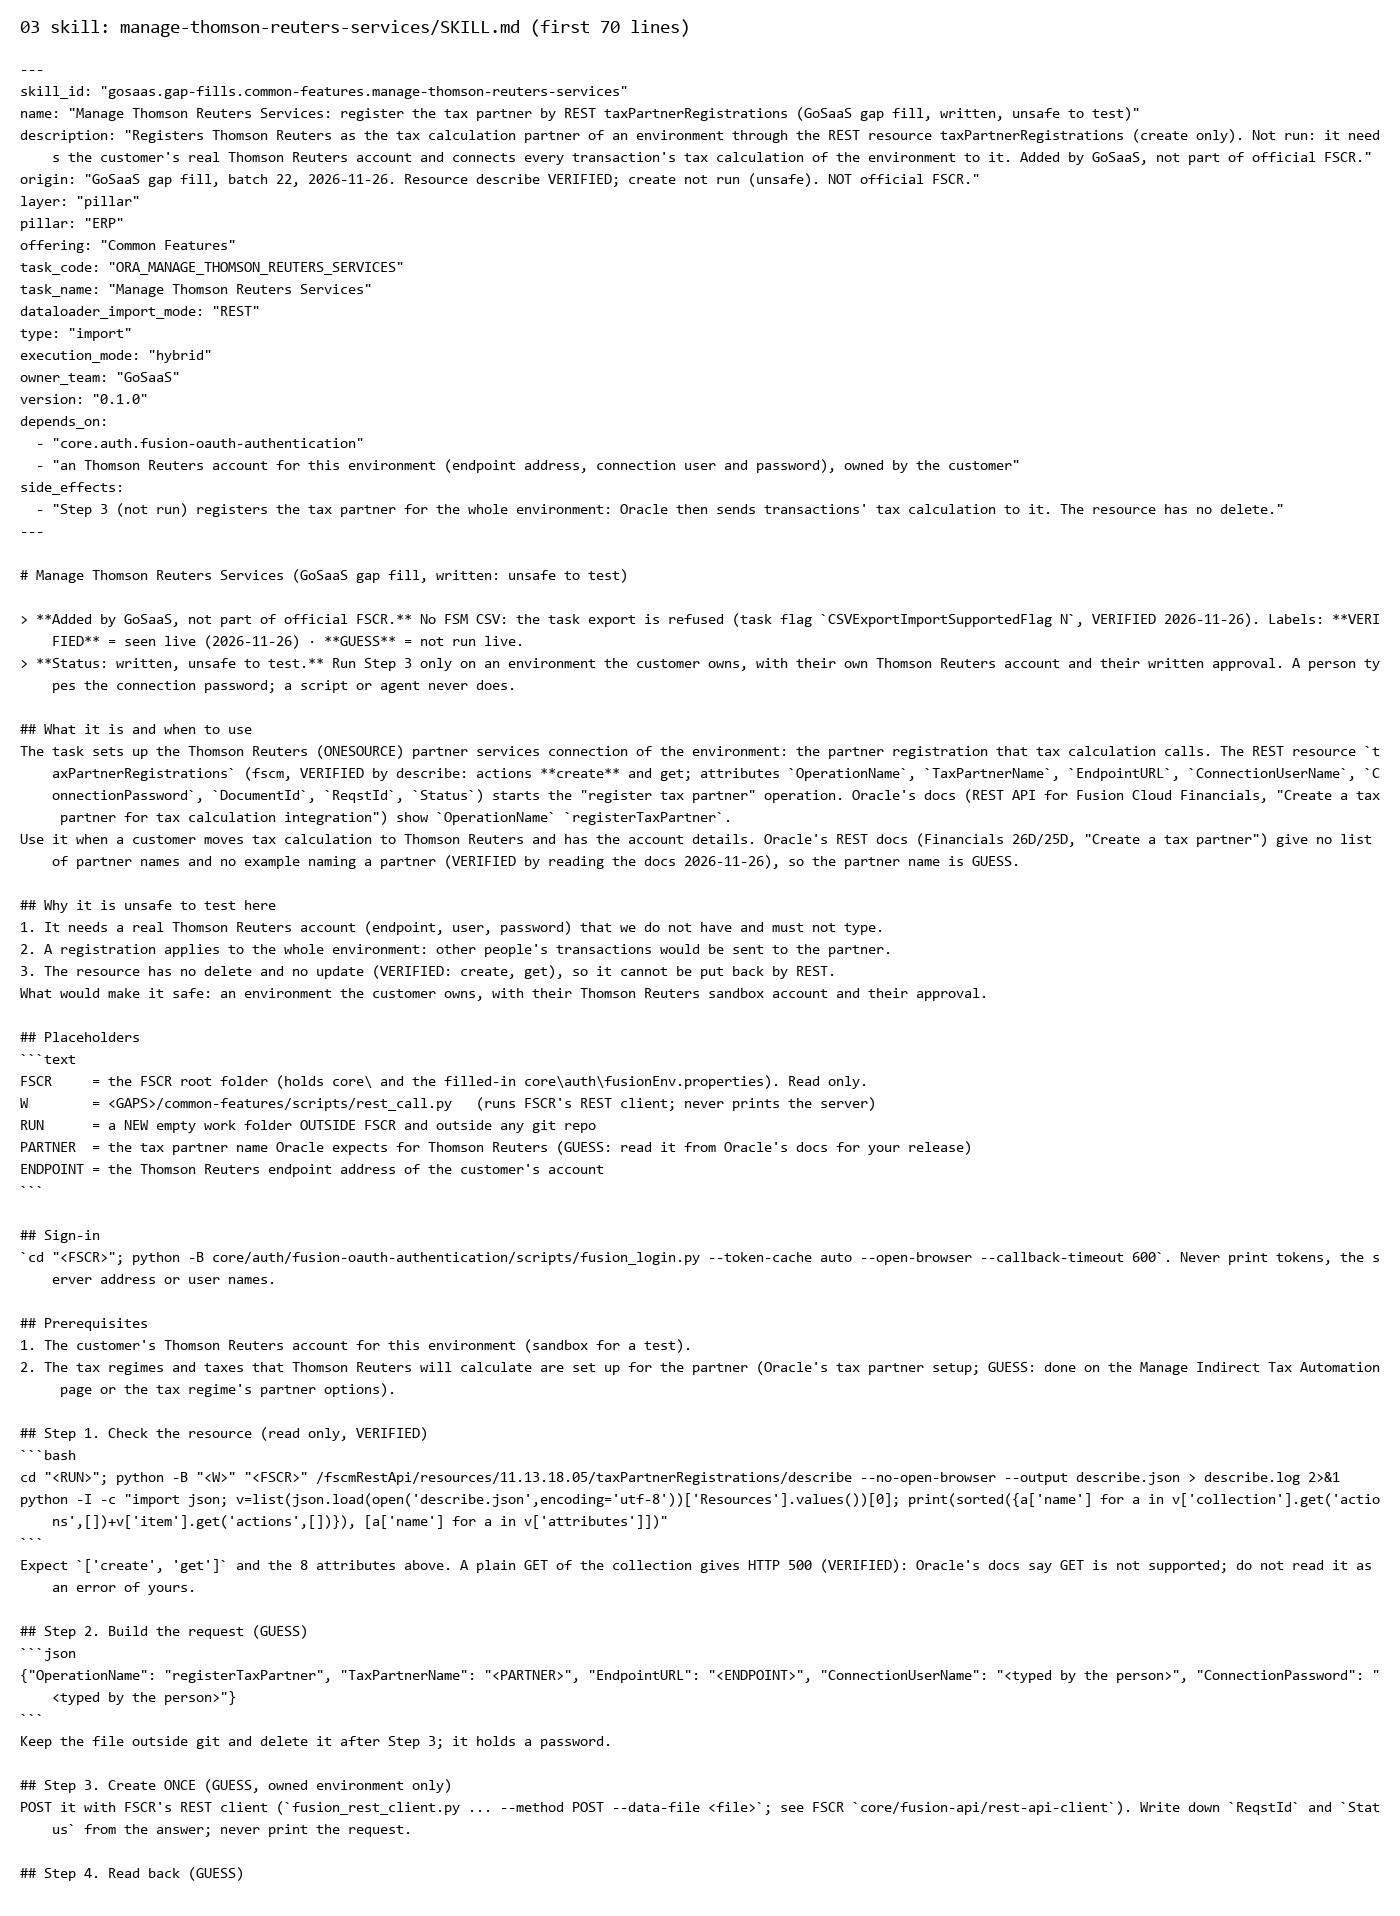 03 skill: manage-thomson-reuters-services/SKILL.md (first 70 lines)

---
skill_id: "gosaas.gap-fills.common-features.manage-thomson-reuters-services"
name: "Manage Thomson Reuters Services: register the tax partner by REST taxPartnerRegistrations (GoSaaS gap fill, written, unsafe to test)"
description: "Registers Thomson Reuters as the tax calculation partner of an environment through the REST resource taxPartnerRegistrations (create only). Not run: it need
    s the customer's real Thomson Reuters account and connects every transaction's tax calculation of the environment to it. Added by GoSaaS, not part of official FSCR."
origin: "GoSaaS gap fill, batch 22, 2026-11-26. Resource describe VERIFIED; create not run (unsafe). NOT official FSCR."
layer: "pillar"
pillar: "ERP"
offering: "Common Features"
task_code: "ORA_MANAGE_THOMSON_REUTERS_SERVICES"
task_name: "Manage Thomson Reuters Services"
dataloader_import_mode: "REST"
type: "import"
execution_mode: "hybrid"
owner_team: "GoSaaS"
version: "0.1.0"
depends_on:
  - "core.auth.fusion-oauth-authentication"
  - "an Thomson Reuters account for this environment (endpoint address, connection user and password), owned by the customer"
side_effects:
  - "Step 3 (not run) registers the tax partner for the whole environment: Oracle then sends transactions' tax calculation to it. The resource has no delete."
---

# Manage Thomson Reuters Services (GoSaaS gap fill, written: unsafe to test)

> **Added by GoSaaS, not part of official FSCR.** No FSM CSV: the task export is refused (task flag `CSVExportImportSupportedFlag N`, VERIFIED 2026-11-26). Labels: **VERI
    FIED** = seen live (2026-11-26) · **GUESS** = not run live.
> **Status: written, unsafe to test.** Run Step 3 only on an environment the customer owns, with their own Thomson Reuters account and their written approval. A person ty
    pes the connection password; a script or agent never does.

## What it is and when to use
The task sets up the Thomson Reuters (ONESOURCE) partner services connection of the environment: the partner registration that tax calculation calls. The REST resource `t
    axPartnerRegistrations` (fscm, VERIFIED by describe: actions **create** and get; attributes `OperationName`, `TaxPartnerName`, `EndpointURL`, `ConnectionUserName`, `C
    onnectionPassword`, `DocumentId`, `ReqstId`, `Status`) starts the "register tax partner" operation. Oracle's docs (REST API for Fusion Cloud Financials, "Create a tax
     partner for tax calculation integration") show `OperationName` `registerTaxPartner`.
Use it when a customer moves tax calculation to Thomson Reuters and has the account details. Oracle's REST docs (Financials 26D/25D, "Create a tax partner") give no list
    of partner names and no example naming a partner (VERIFIED by reading the docs 2026-11-26), so the partner name is GUESS.

## Why it is unsafe to test here
1. It needs a real Thomson Reuters account (endpoint, user, password) that we do not have and must not type.
2. A registration applies to the whole environment: other people's transactions would be sent to the partner.
3. The resource has no delete and no update (VERIFIED: create, get), so it cannot be put back by REST.
What would make it safe: an environment the customer owns, with their Thomson Reuters sandbox account and their approval.

## Placeholders
```text
FSCR     = the FSCR root folder (holds core\ and the filled-in core\auth\fusionEnv.properties). Read only.
W        = <GAPS>/common-features/scripts/rest_call.py   (runs FSCR's REST client; never prints the server)
RUN      = a NEW empty work folder OUTSIDE FSCR and outside any git repo
PARTNER  = the tax partner name Oracle expects for Thomson Reuters (GUESS: read it from Oracle's docs for your release)
ENDPOINT = the Thomson Reuters endpoint address of the customer's account
```

## Sign-in
`cd "<FSCR>"; python -B core/auth/fusion-oauth-authentication/scripts/fusion_login.py --token-cache auto --open-browser --callback-timeout 600`. Never print tokens, the s
    erver address or user names.

## Prerequisites
1. The customer's Thomson Reuters account for this environment (sandbox for a test).
2. The tax regimes and taxes that Thomson Reuters will calculate are set up for the partner (Oracle's tax partner setup; GUESS: done on the Manage Indirect Tax Automation
     page or the tax regime's partner options).

## Step 1. Check the resource (read only, VERIFIED)
```bash
cd "<RUN>"; python -B "<W>" "<FSCR>" /fscmRestApi/resources/11.13.18.05/taxPartnerRegistrations/describe --no-open-browser --output describe.json > describe.log 2>&1
python -I -c "import json; v=list(json.load(open('describe.json',encoding='utf-8'))['Resources'].values())[0]; print(sorted({a['name'] for a in v['collection'].get('actio
    ns',[])+v['item'].get('actions',[])}), [a['name'] for a in v['attributes']])"
```
Expect `['create', 'get']` and the 8 attributes above. A plain GET of the collection gives HTTP 500 (VERIFIED): Oracle's docs say GET is not supported; do not read it as
    an error of yours.

## Step 2. Build the request (GUESS)
```json
{"OperationName": "registerTaxPartner", "TaxPartnerName": "<PARTNER>", "EndpointURL": "<ENDPOINT>", "ConnectionUserName": "<typed by the person>", "ConnectionPassword": "
    <typed by the person>"}
```
Keep the file outside git and delete it after Step 3; it holds a password.

## Step 3. Create ONCE (GUESS, owned environment only)
POST it with FSCR's REST client (`fusion_rest_client.py ... --method POST --data-file <file>`; see FSCR `core/fusion-api/rest-api-client`). Write down `ReqstId` and `Stat
    us` from the answer; never print the request.

## Step 4. Read back (GUESS)